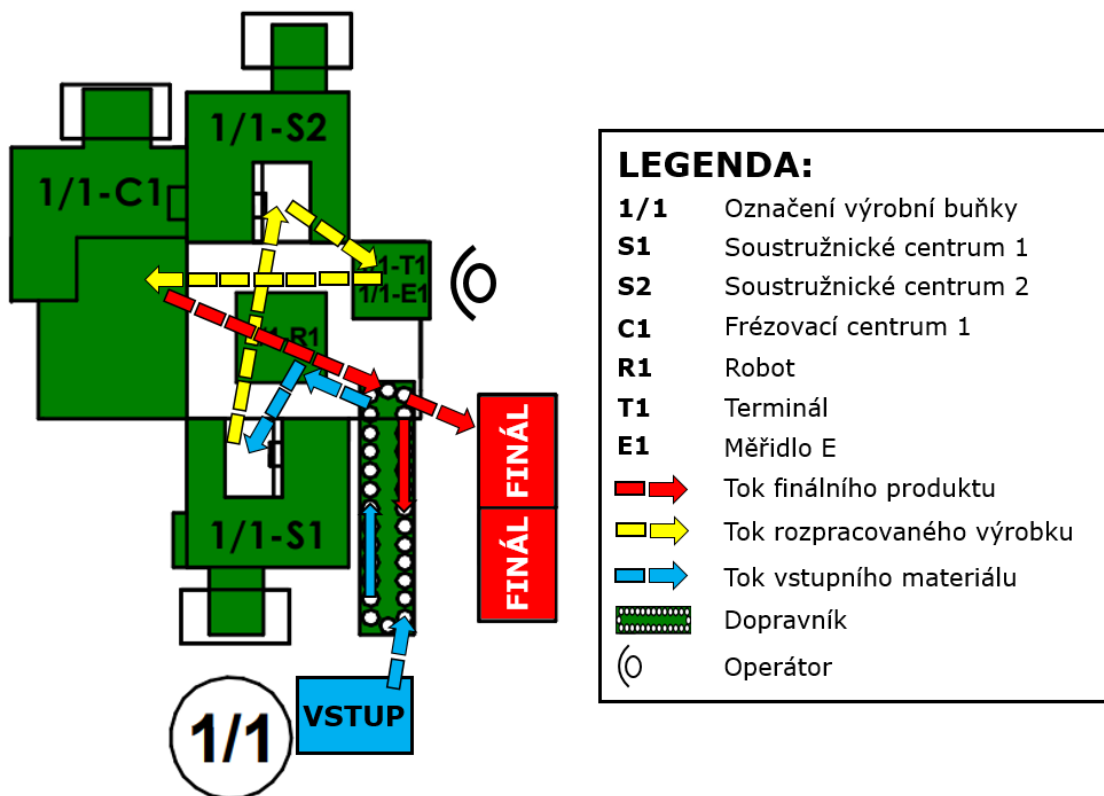 1/1-S2
1/1-C1
1/1-T1
1/1-E1
1/1-R1
1/1-S1
FINÁL
FINÁL
VSTUP
1/1
LEGENDA:
1/1 Označení výrobní buňky
S1 Soustružnické centrum 1
S2 Soustružnické centrum 2
C1 Frézovací centrum 1
R1 Robot
T1 Terminál
E1 Měřidlo E
Tok finálního produktu
Tok rozpracovaného výrobku
Tok vstupního materiálu
Dopravník
Operátor